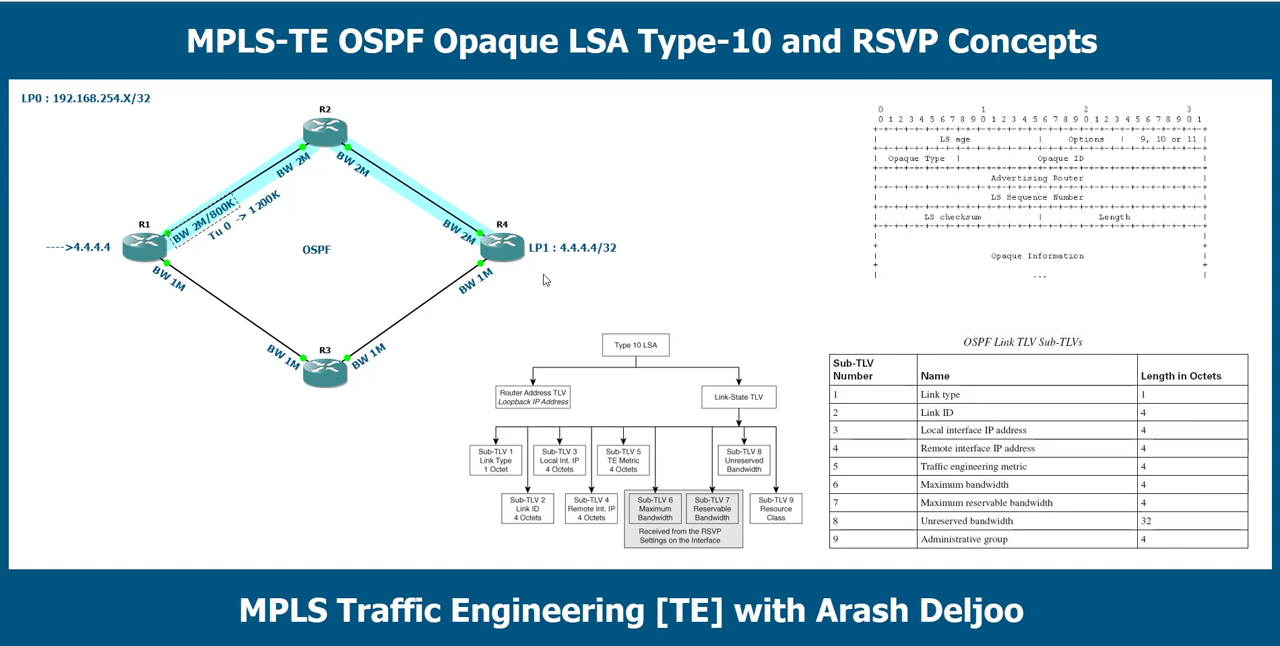 MPLS-TE OSPF Opaque LSA Type-10 and RSVP Concepts
LP0 : 192.168.254.X/32
R2
BW 2M
BW 2M
BW 2M/800K
Tu 0 -> 1200K
R1
---->4.4.4.4
OSPF
BW 2M
R4
LP1 : 4.4.4.4/32
BW 1M
BW 1M
R3
BW 1M
BW 1M
0 1 2 3
0 1 2 3 4 5 6 7 8 9 0 1 2 3 4 5 6 7 8 9 0 1 2 3 4 5 6 7 8 9 0 1
LS age | Options | 9, 10 or 11 |
| Opaque Type | Opaque ID |
| Advertising Router |
| LS Sequence Number |
| LS checksum | Length |
Opaque Information
...
Type 10 LSA
Router Address TLV
Loopback IP Address
Link-State TLV
Sub-TLV 1
Link Type
1 Octet
Sub-TLV 3
Local Int. IP
4 Octets
Sub-TLV 5
TE Metric
4 Octets
Sub-TLV 8
Unreserved
Bandwidth
Sub-TLV 2
Link ID
4 Octets
Sub-TLV 4
Remote Int. IP
4 Octets
Sub-TLV 6
Maximum
Bandwidth
Sub-TLV 7
Reservable
Bandwidth
Sub-TLV 9
Resource
Class
Received from the RSVP
Settings on the Interface
OSPF Link TLV Sub-TLVs
Sub-TLV
Number Name Length in Octets
1 Link type 1
2 Link ID 4
3 Local interface IP address 4
4 Remote interface IP address 4
5 Traffic engineering metric 4
6 Maximum bandwidth 4
7 Maximum reservable bandwidth 4
8 Unreserved bandwidth 32
9 Administrative group 4
MPLS Traffic Engineering [TE] with Arash Deljoo